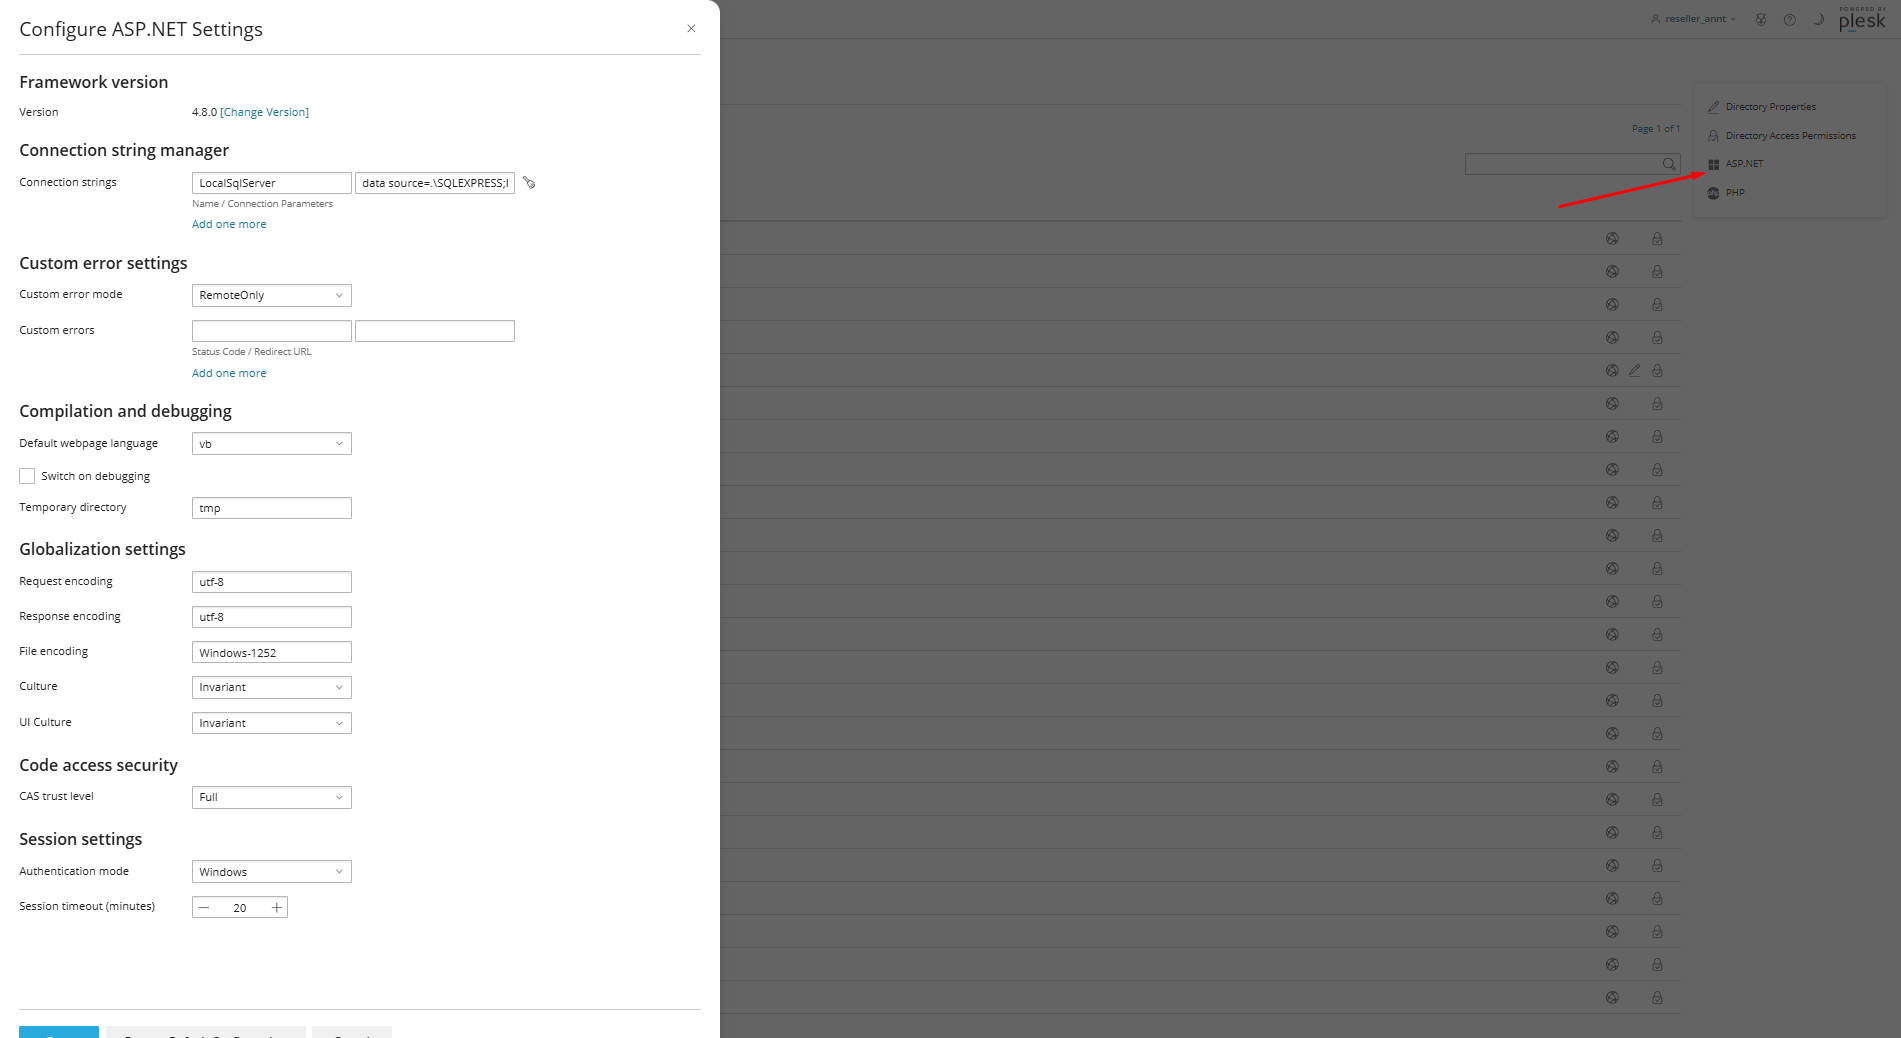 Configure ASP.NET Settings
Framework version
Version 4.8.0 [Change Version]
Connection string manager
Connection strings LocalSqlServer data source=.\SQLEXPRESS;I
Name / Connection Parameters
Add one more
Custom error settings
Custom error mode RemoteOnly
Custom errors
Status Code / Redirect URL
Add one more
Compilation and debugging
Default webpage language vb
Switch on debugging
Temporary directory tmp
Globalization settings
Request encoding utf-8
Response encoding utf-8
File encoding Windows-1252
Culture Invariant
UI Culture Invariant
Code access security
CAS trust level Full
Session settings
Authentication mode Windows
Session timeout (minutes) 20
reseller_annt
POWERED BY
plesk
Page 1 of 1
Directory Properties
Directory Access Permissions
ASP.NET
PHP